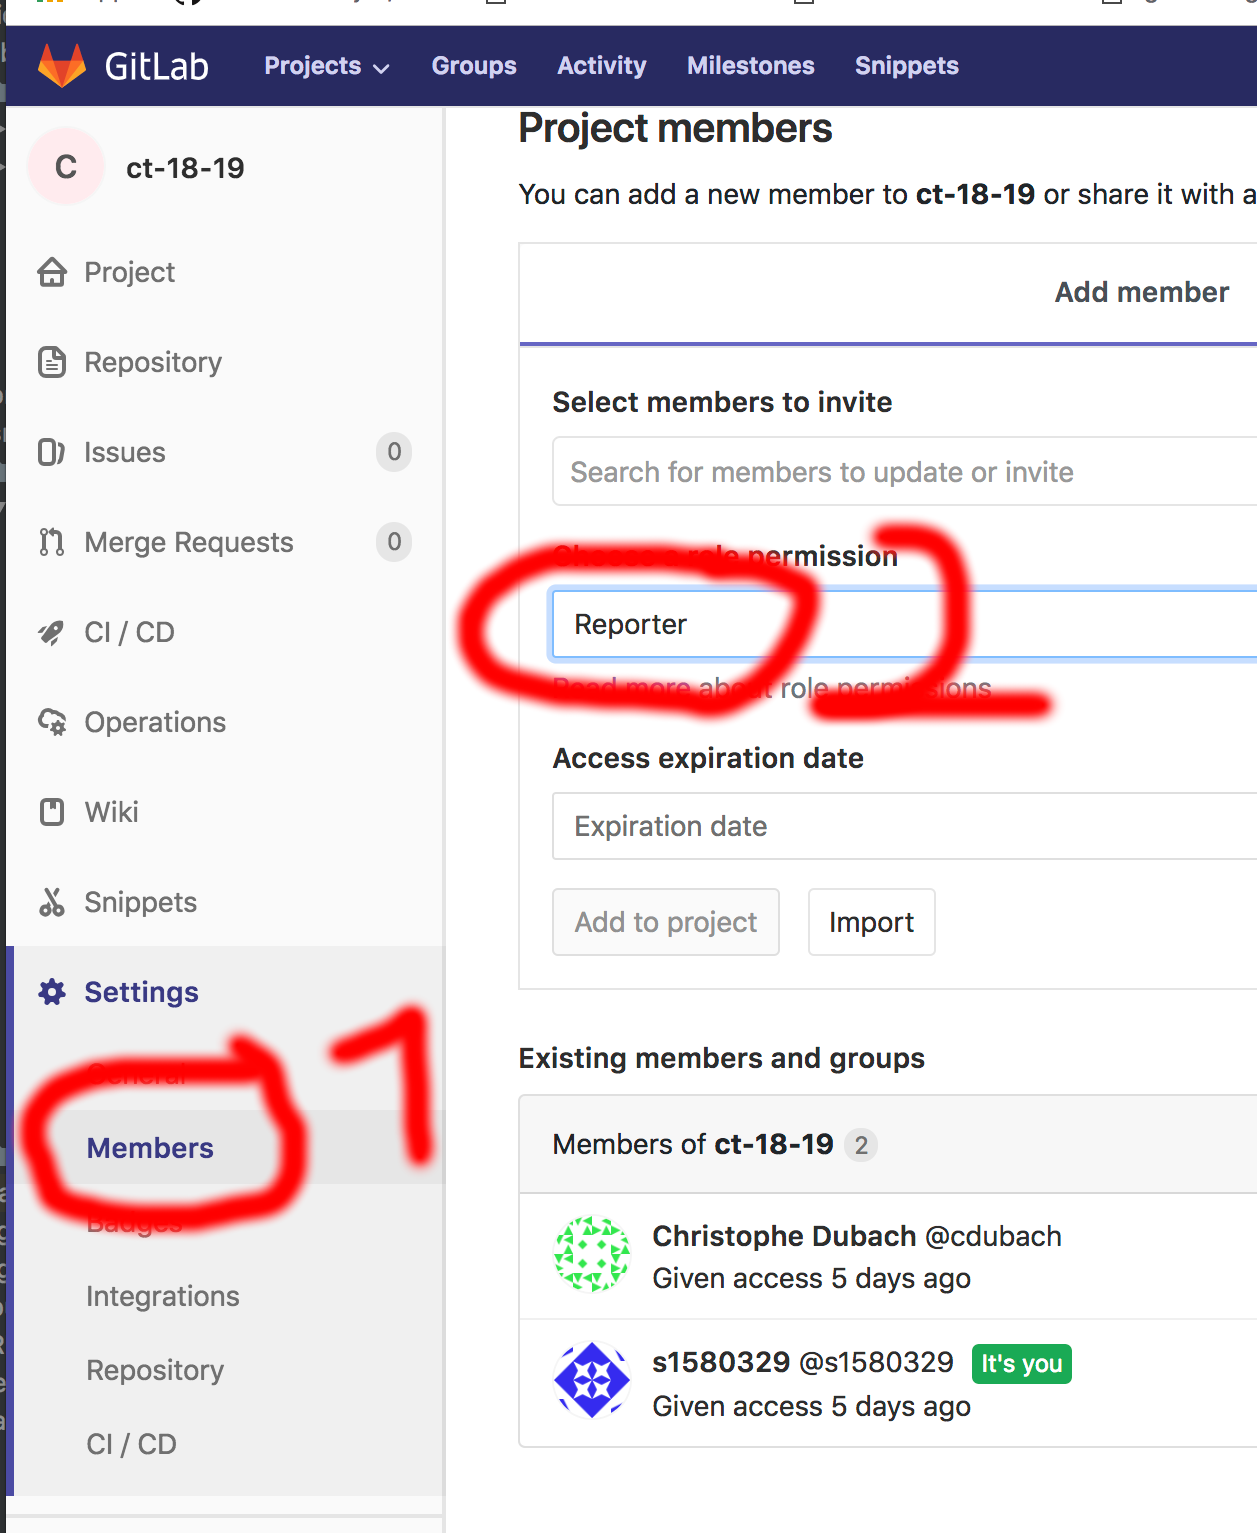 GitLab Projects Groups Activity Milestones Snippets
C ct-18-19
Project
Repository
Issues 0
Merge Requests 0
CI / CD
Operations
Wiki
Snippets
Settings
General
Members
Badges
Integrations
Repository
CI / CD
1
Project members
You can add a new member to ct-18-19 or share it with a
Add member
Select members to invite
Search for members to update or invite
Choose a role permission
Reporter
2
Read more about role permissions
Access expiration date
Expiration date
Add to project Import
Existing members and groups
Members of ct-18-19 2
Christophe Dubach @cdubach
Given access 5 days ago
s1580329 @s1580329 It's you
Given access 5 days ago